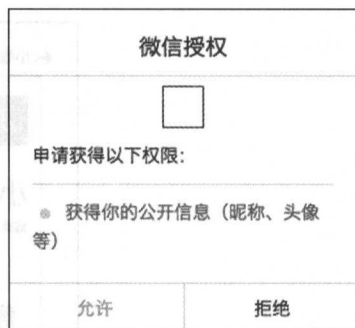 微信授权
申请获得以下权限：
获得你的公开信息（昵称、头像
等）
允许
拒绝